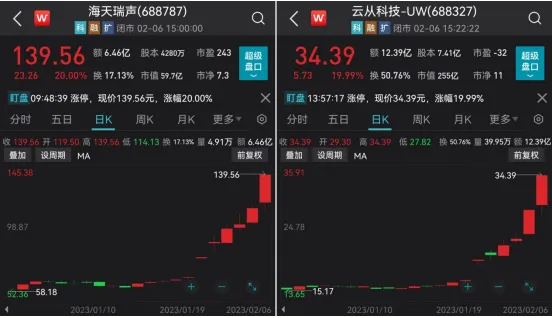 海天瑞声(688787)
W
科 融 扩 闭市 02-06 15:00:00
139.56 额 6.46亿 股本 4280万 市盈 243
23.26 20.00% 换 17.13% 市值 59.7亿 市净 7.3
超级
盘口
盯盘 09:48:39 涨停，现价139.56元，涨幅20.00%
分时 五日 日K 周K 月K 更多
收 139.56 开 119.50 高 139.56 低 114.13 换 17.13% 量 4.91万 额 6.46亿
叠加 设周期 MA 前复权
145.38
139.56
98.87
58.18
52.36
2023/01/10 2023/01/19 2023/02/06
云从科技-UW(688327)
W
科 融 扩 闭市 02-06 15:22:22
34.39 额 12.39亿 股本 7.41亿 市盈 -32
5.73 19.99% 换 50.76% 市值 255亿 市净 11
超级
盘口
盯盘 13:57:17 涨停，现价34.39元，涨幅19.99%
分时 五日 日K 周K 月K 更多
收 34.39 开 29.30 高 34.39 低 27.82 换 50.76% 量 39.95万 额 12.39亿
叠加 设周期 MA 前复权
35.91
34.39
24.78
15.17
13.65
2023/01/10 2023/01/19 2023/02/06